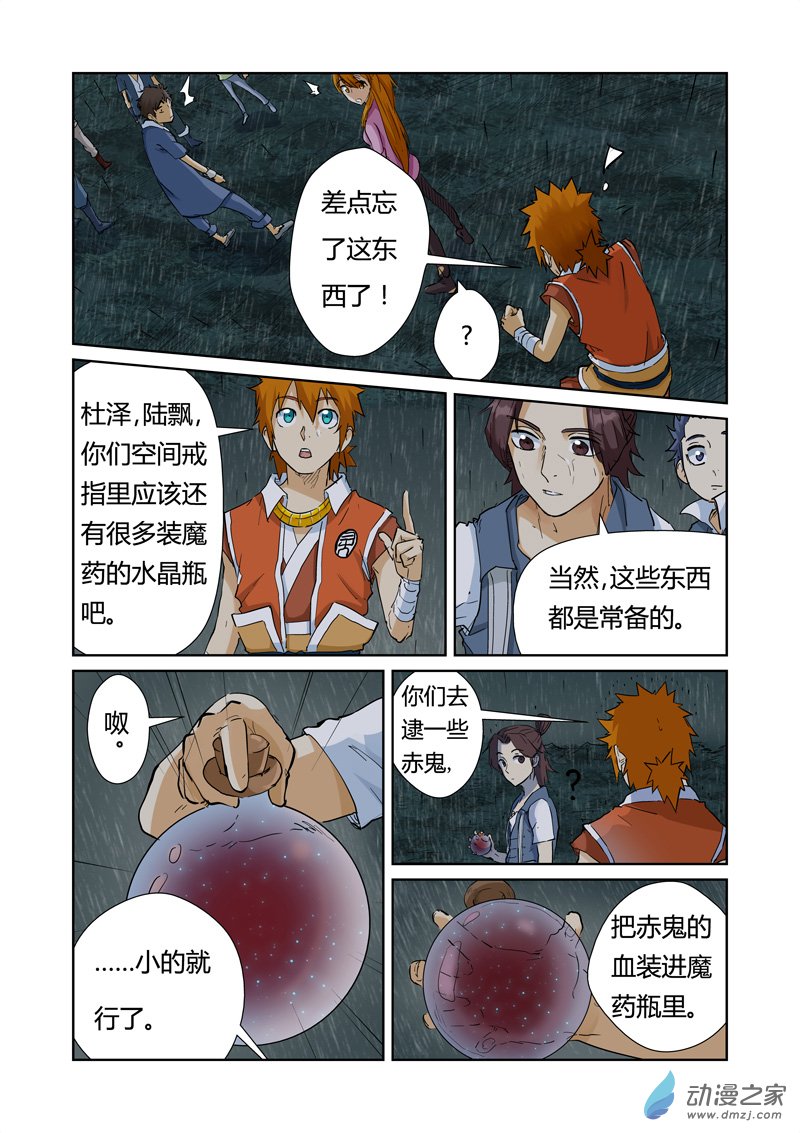 差点忘
了这东
西了！
?
杜泽，陆飘，
你们空间戒
指里应该还
有很多装魔
药的水晶瓶
吧。
当然，这些东西
都是常备的。
呶。
……小的就
行了。
你们去
逮一些
赤鬼，
?
把赤鬼的
血装进魔
药瓶里。
动漫之家
www.dmzj.com